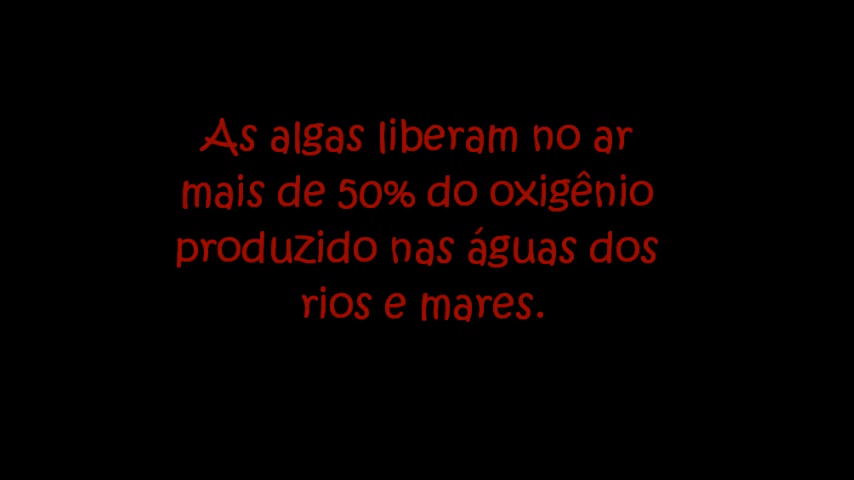 As algas liberam no ar
mais de 50% do oxigênio
produzido nas águas dos
rios e mares.